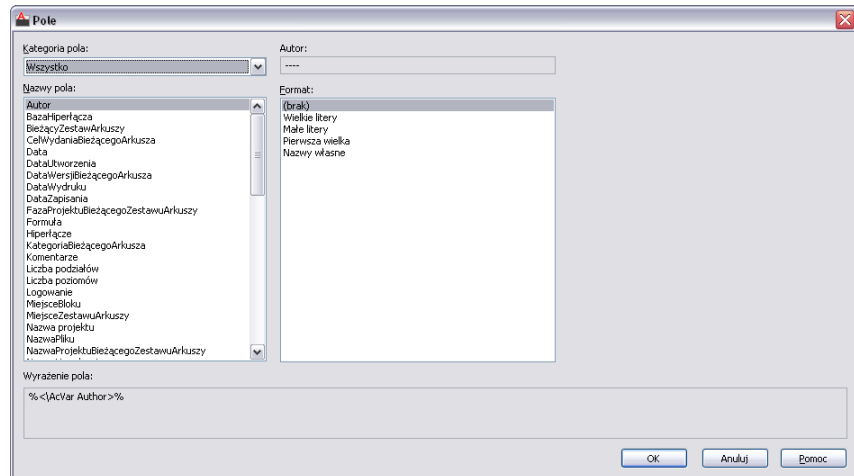 Pole
Kategoria pola:
Wszystko
Nazwy pola:
Autor
BazaHiperłącza
BieżącyZestawArkuszy
CelWydaniaBieżącegoArkusza
Data
DataUtworzenia
DataWersjiBieżącegoArkusza
DataWydruku
DataZapisania
FazaProjektuBieżącegoZestawuArkuszy
Formuła
Hiperłącze
KategoriaBieżącegoArkusza
Komentarze
Liczba podziałów
Liczba poziomów
Logowanie
MiejsceBloku
MiejsceZestawuArkuszy
Nazwa projektu
NazwaPliku
NazwaProjektuBieżącegoZestawuArkuszy
Autor:
----
Format:
(brak)
Wielkie litery
Małe litery
Pierwsza wielka
Nazwy własne
Wyrażenie pola:
%<\AcVar Author>%
OK
Anuluj
Pomoc